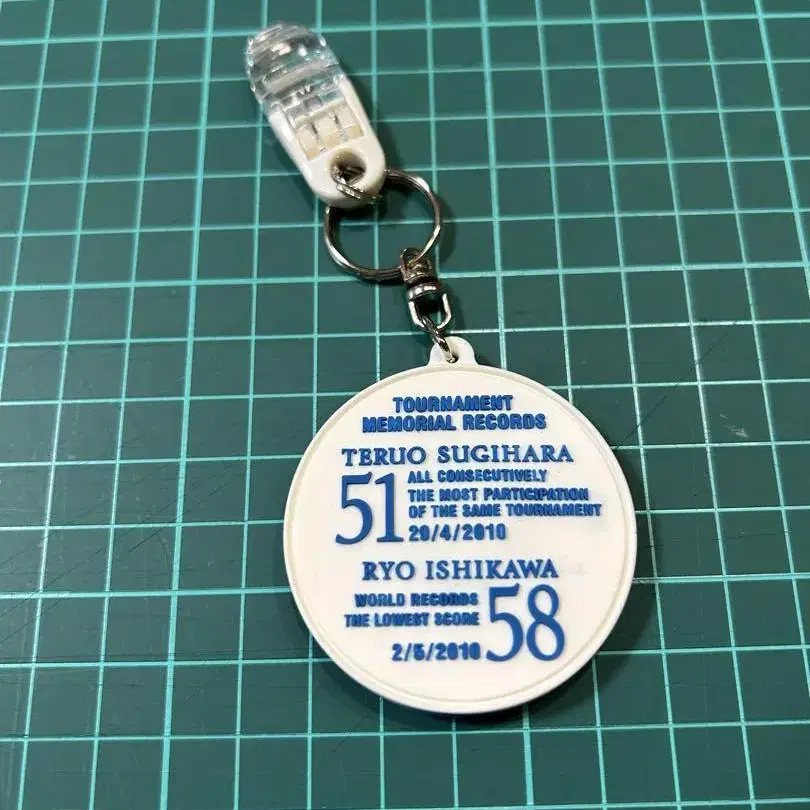 TOURNAMENT
MEMORIAL RECORDS
TERUO SUGIHARA
51
ALL CONSECUTIVELY
THE MOST PARTICIPATION
OF THE SAME TOURNAMENT
29/4/2010
RYO ISHIKAWA
WORLD RECORDS
THE LOWEST SCORE
58
2/5/2010